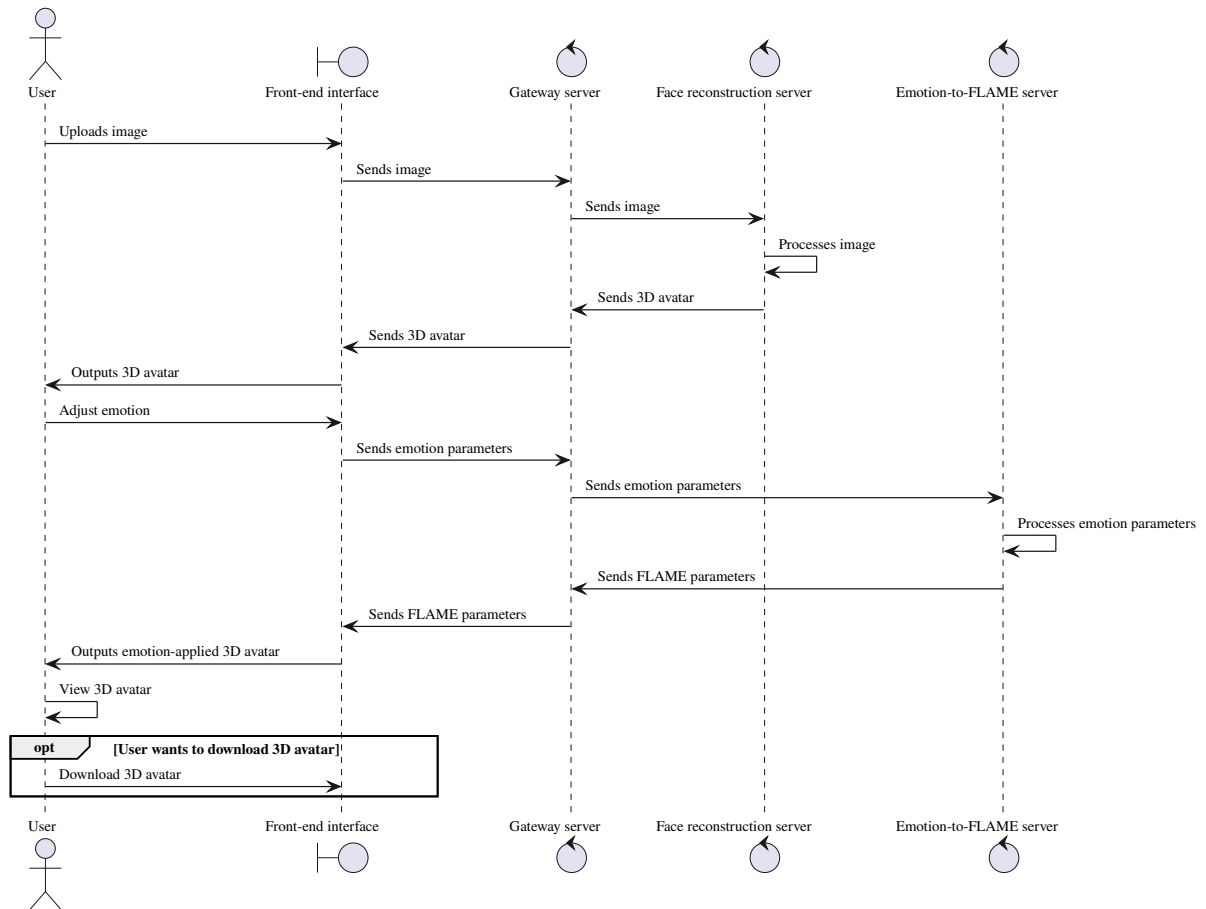 User
Front-end interface
Gateway server
Face reconstruction server
Emotion-to-FLAME server
Uploads image
Sends image
Sends image
Processes image
Sends 3D avatar
Sends 3D avatar
Outputs 3D avatar
Adjust emotion
Sends emotion parameters
Sends emotion parameters
Processes emotion parameters
Sends FLAME parameters
Sends FLAME parameters
Outputs emotion-applied 3D avatar
View 3D avatar
opt [User wants to download 3D avatar]
Download 3D avatar
User
Front-end interface
Gateway server
Face reconstruction server
Emotion-to-FLAME server